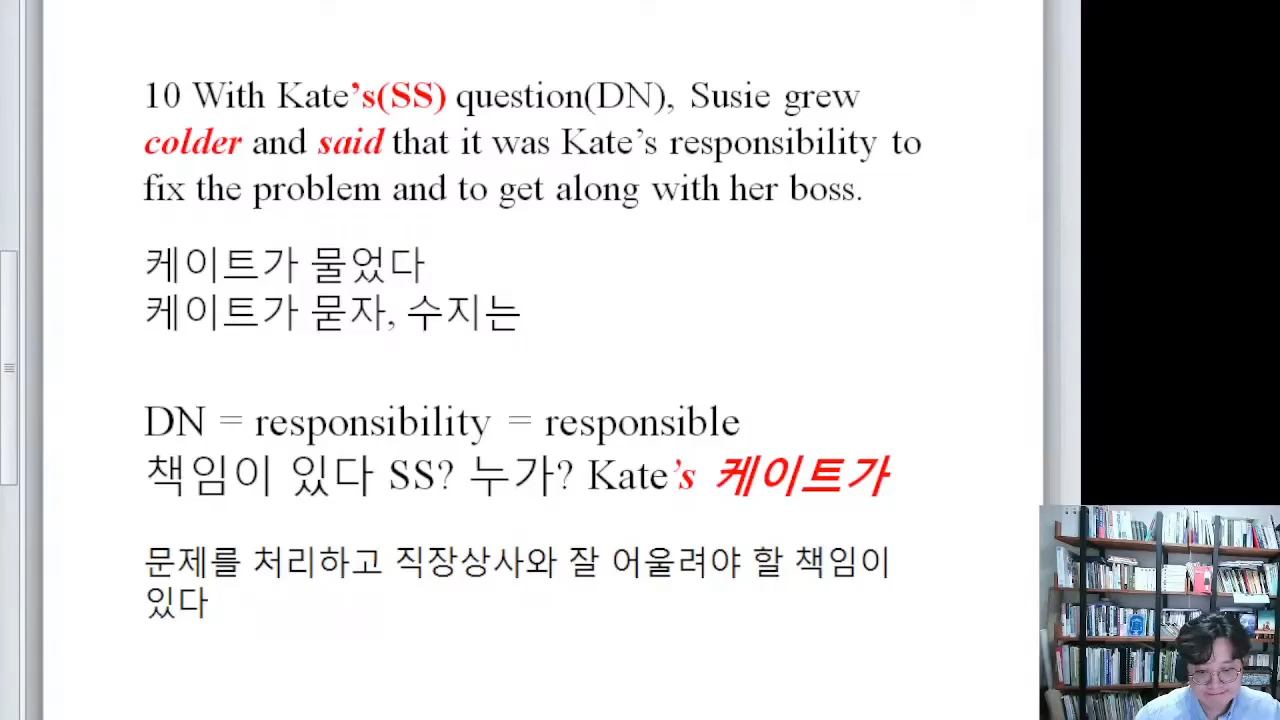 10 With Kate’s(SS) question(DN), Susie grew
colder and said that it was Kate’s responsibility to
fix the problem and to get along with her boss.
케이트가 물었다
케이트가 묻자, 수지는
DN = responsibility = responsible
책임이 있다 SS? 누가? Kate’s 케이트가
문제를 처리하고 직장상사와 잘 어울려야 할 책임이
있다